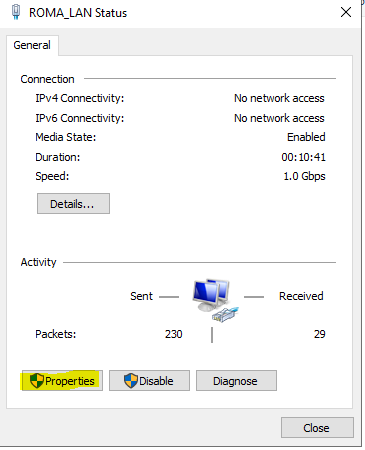 ROMA_LAN Status
General
Connection
IPv4 Connectivity: No network access
IPv6 Connectivity: No network access
Media State: Enabled
Duration: 00:10:41
Speed: 1.0 Gbps
Details...
Activity
Sent Received
Packets: 230 29
Properties Disable Diagnose
Close